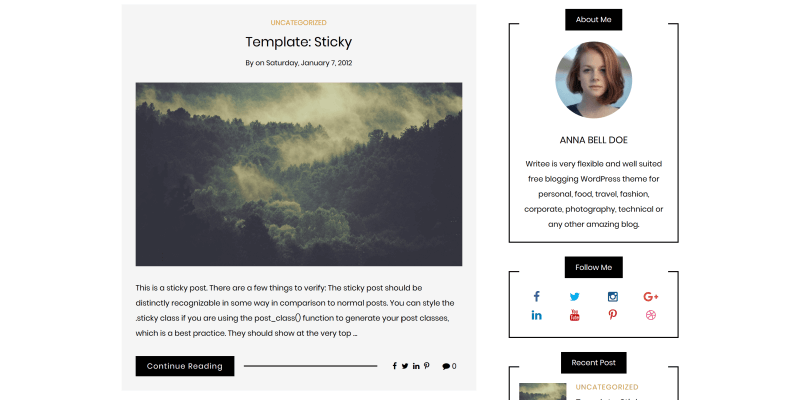 UNCATEGORIZED
Template: Sticky
By on Saturday, January 7, 2012
This is a sticky post. There are a few things to verify: The sticky post should be
distinctly recognizable in some way in comparison to normal posts. You can style the
.sticky class if you are using the post_class() function to generate your post classes,
which is a best practice. They should show at the very top ...
Continue Reading
0
About Me
ANNA BELL DOE
Writee is very flexible and well suited
free blogging WordPress theme for
personal, food, travel, fashion,
corporate, photography, technical or
any other amazing blog.
Follow Me
You Tube
Recent Post
UNCATEGORIZED
Template: Sticky